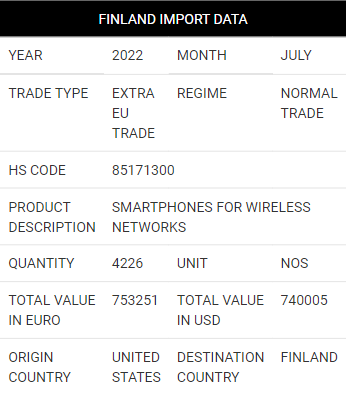 FINLAND IMPORT DATA
YEAR 2022 MONTH JULY
TRADE TYPE EXTRA REGIME NORMAL
EU TRADE
TRADE
HS CODE 85171300
PRODUCT SMARTPHONES FOR WIRELESS
DESCRIPTION NETWORKS
QUANTITY 4226 UNIT NOS
TOTAL VALUE 753251 TOTAL VALUE 740005
IN EURO IN USD
ORIGIN UNITED DESTINATION FINLAND
COUNTRY STATES COUNTRY